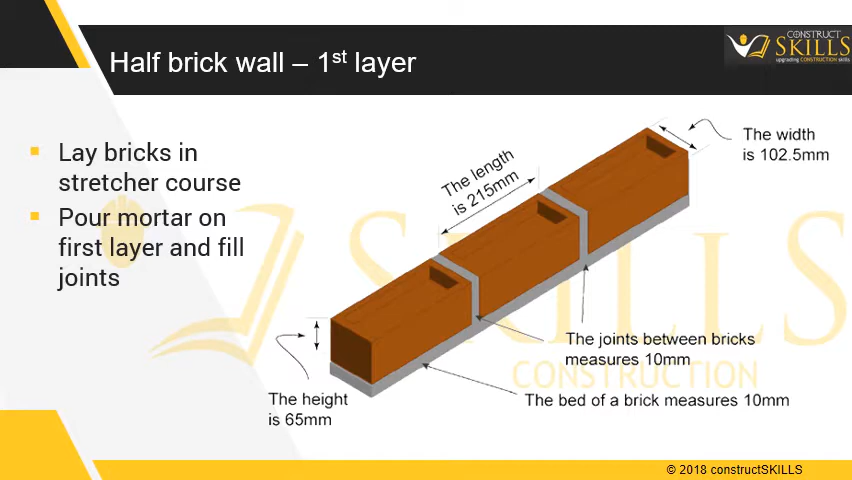 Half brick wall – 1st layer
CONSTRUCT
SKILLS
upgrading CONSTRUCTION skills
Lay bricks in
stretcher course
Pour mortar on
first layer and fill
joints
The length
is 215mm
The width
is 102.5mm
The joints between bricks
measures 10mm
The bed of a brick measures 10mm
The height
is 65mm
SKILLS
CONSTRUCTION
© 2018 constructSKILLS